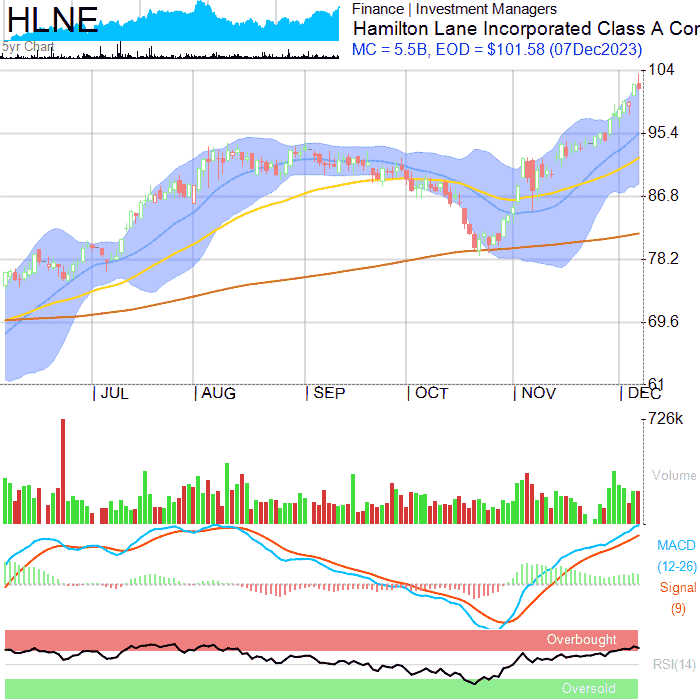 HLNE
5yr Chart
Finance | Investment Managers
Hamilton Lane Incorporated Class A Cor
MC = 5.5B, EOD = $101.58 (07Dec2023)
104
95.4
86.8
78.2
69.6
61
JUL AUG SEP OCT NOV DEC
726k
Volume
MACD
(12-26)
Signal
(9)
Overbought
RSI(14)
Oversold